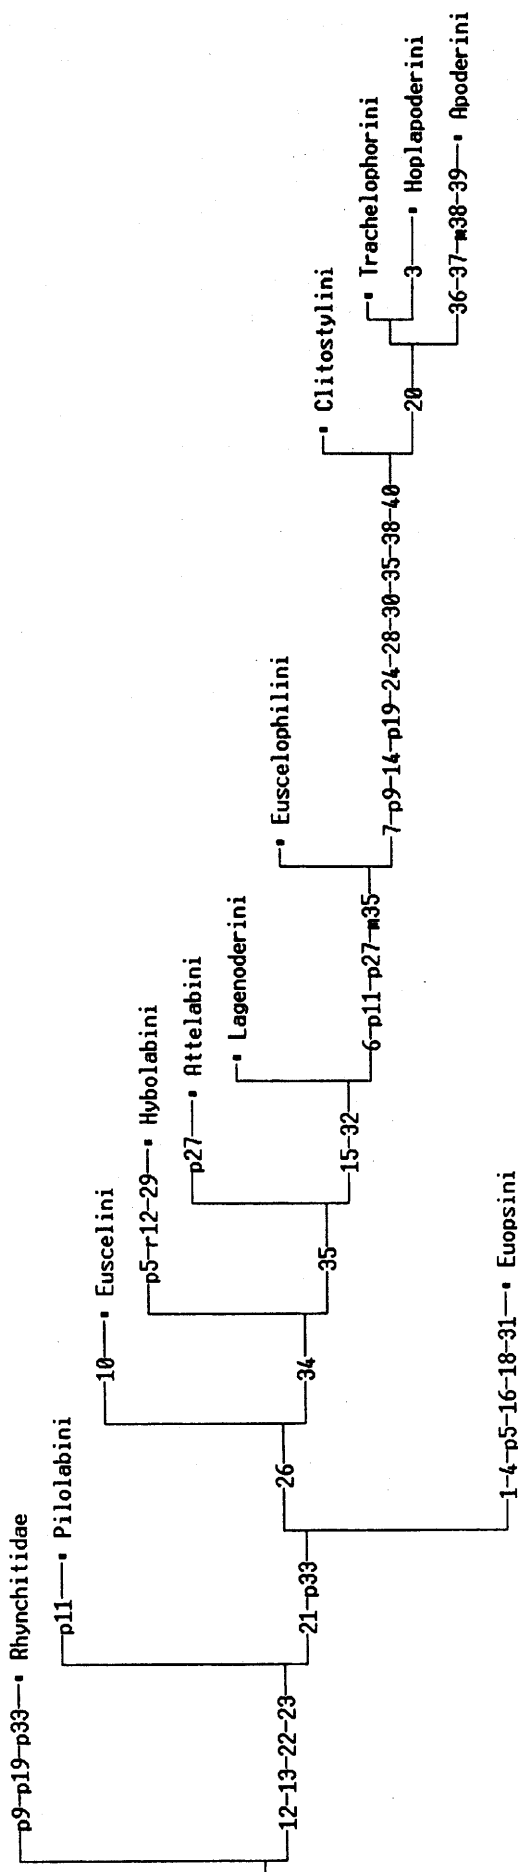 p9-p19-p33 Rhynchitidae
p11 Pilolabini
12-13-22-23
10 Euscelini
p5-r12-29 Hybolabini
p27 Attelabini
Lagenoderini
Euscelophilini
Clitostylini
Trachelophorini
3 Hoplapoderini
36-37-m38-39 Apoderini
20
7-p9-14-p19-24-28-30-35-38-40
6-p11-p27-m35
15-32
35
34
26
21-p33
1-4-p5-16-18-31 Euopsini